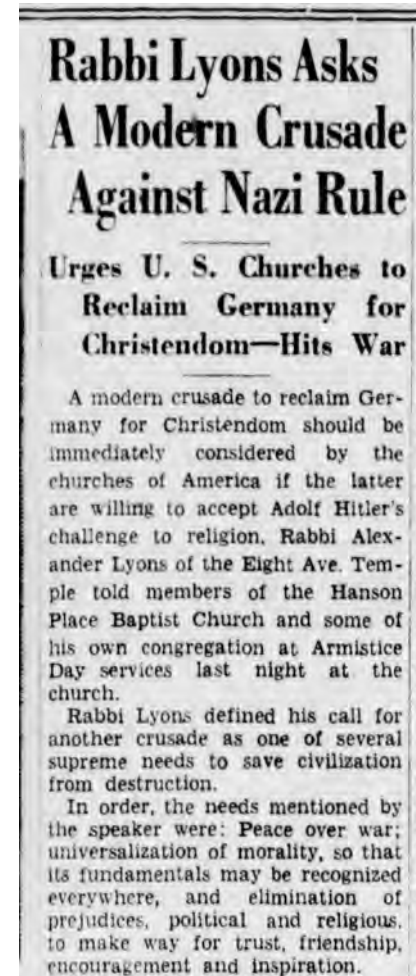 Rabbi Lyons Asks
A Modern Crusade
Against Nazi Rule
Urges U. S. Churches to
Reclaim Germany for
Christendom—Hits War
A modern crusade to reclaim Ger-
many for Christendom should be
immediately considered by the
churches of America if the latter
are willing to accept Adolf Hitler's
challenge to religion, Rabbi Alex-
ander Lyons of the Eight Ave. Tem-
ple told members of the Hanson
Place Baptist Church and some of
his own congregation at Armistice
Day services last night at the
church.
Rabbi Lyons defined his call for
another crusade as one of several
supreme needs to save civilization
from destruction.
In order, the needs mentioned by
the speaker were: Peace over war;
universalization of morality, so that
its fundamentals may be recognized
everywhere, and elimination of
prejudices, political and religious,
to make way for trust, friendship,
encouragement and inspiration.